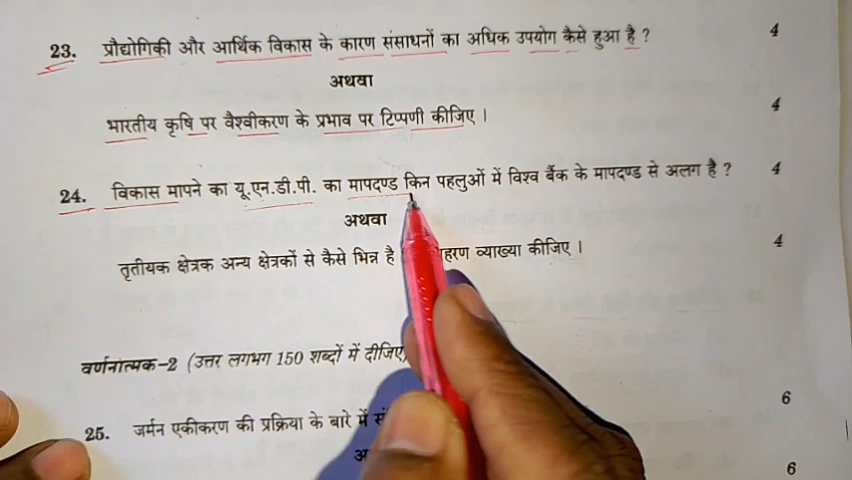 23. प्रौद्योगिकी और आर्थिक विकास के कारण संसाधनों का अधिक उपयोग कैसे हुआ है ? 4
अथवा
भारतीय कृषि पर वैश्वीकरण के प्रभाव पर टिप्पणी कीजिए । 4
24. विकास मापने का यू.एन.डी.पी. का मापदण्ड किन पहलुओं में विश्व बैंक के मापदण्ड से अलग है ? 4
अथवा
तृतीयक क्षेत्रक अन्य क्षेत्रकों से कैसे भिन्न है व्याख्या कीजिए । 4
वर्णनात्मक-2 (उत्तर लगभग 150 शब्दों में दीजिए)
25. जर्मन एकीकरण की प्रक्रिया के बारे में 6
6